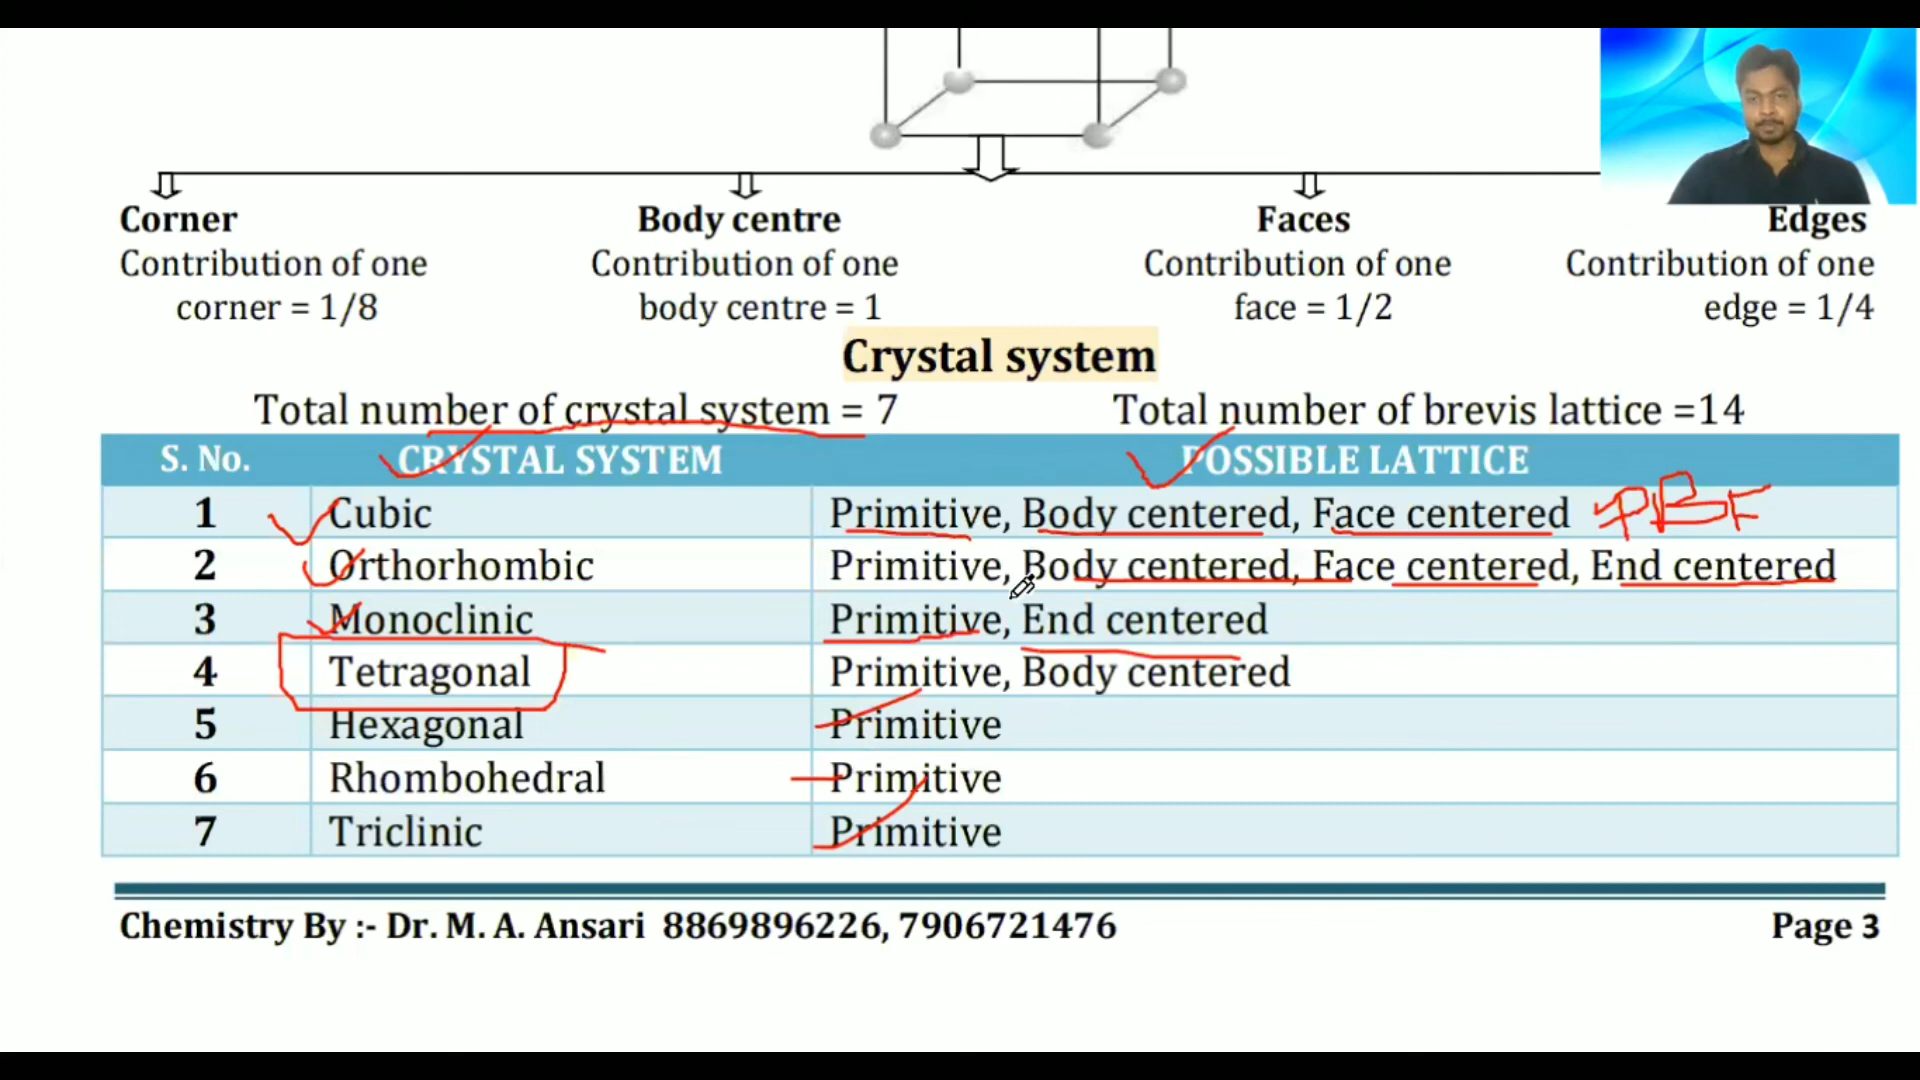 Corner Body centre Faces Edges
Contribution of one Contribution of one Contribution of one Contribution of one
corner = 1/8 body centre = 1 face = 1/2 edge = 1/4
Crystal system
Total number of crystal system = 7 Total number of brevis lattice =14
S. No. CRYSTAL SYSTEM POSSIBLE LATTICE
1 Cubic Primitive, Body centered, Face centered PBF
2 Orthorhombic Primitive, Body centered, Face centered, End centered
3 Monoclinic Primitive, End centered
4 Tetragonal Primitive, Body centered
5 Hexagonal Primitive
6 Rhombohedral Primitive
7 Triclinic Primitive
Chemistry By :- Dr. M. A. Ansari 8869896226, 7906721476 Page 3